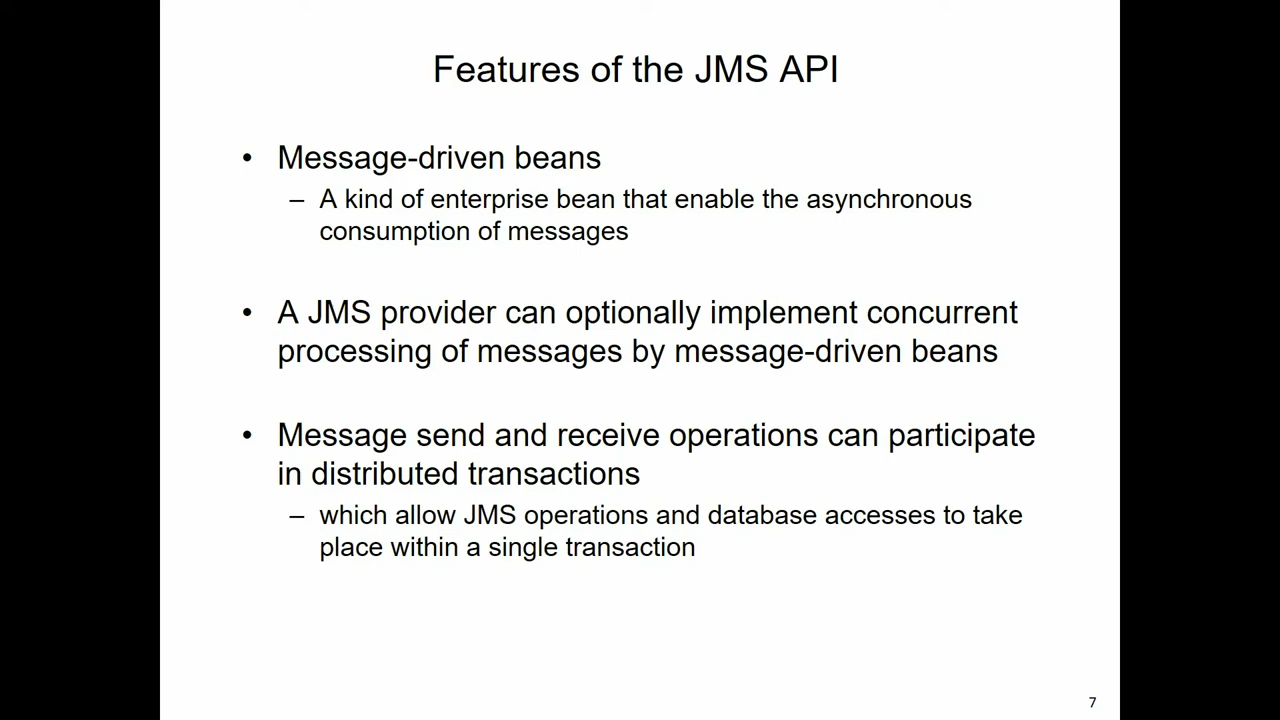 Features of the JMS API
• Message-driven beans
– A kind of enterprise bean that enable the asynchronous
consumption of messages
• A JMS provider can optionally implement concurrent
processing of messages by message-driven beans
• Message send and receive operations can participate
in distributed transactions
– which allow JMS operations and database accesses to take
place within a single transaction
7